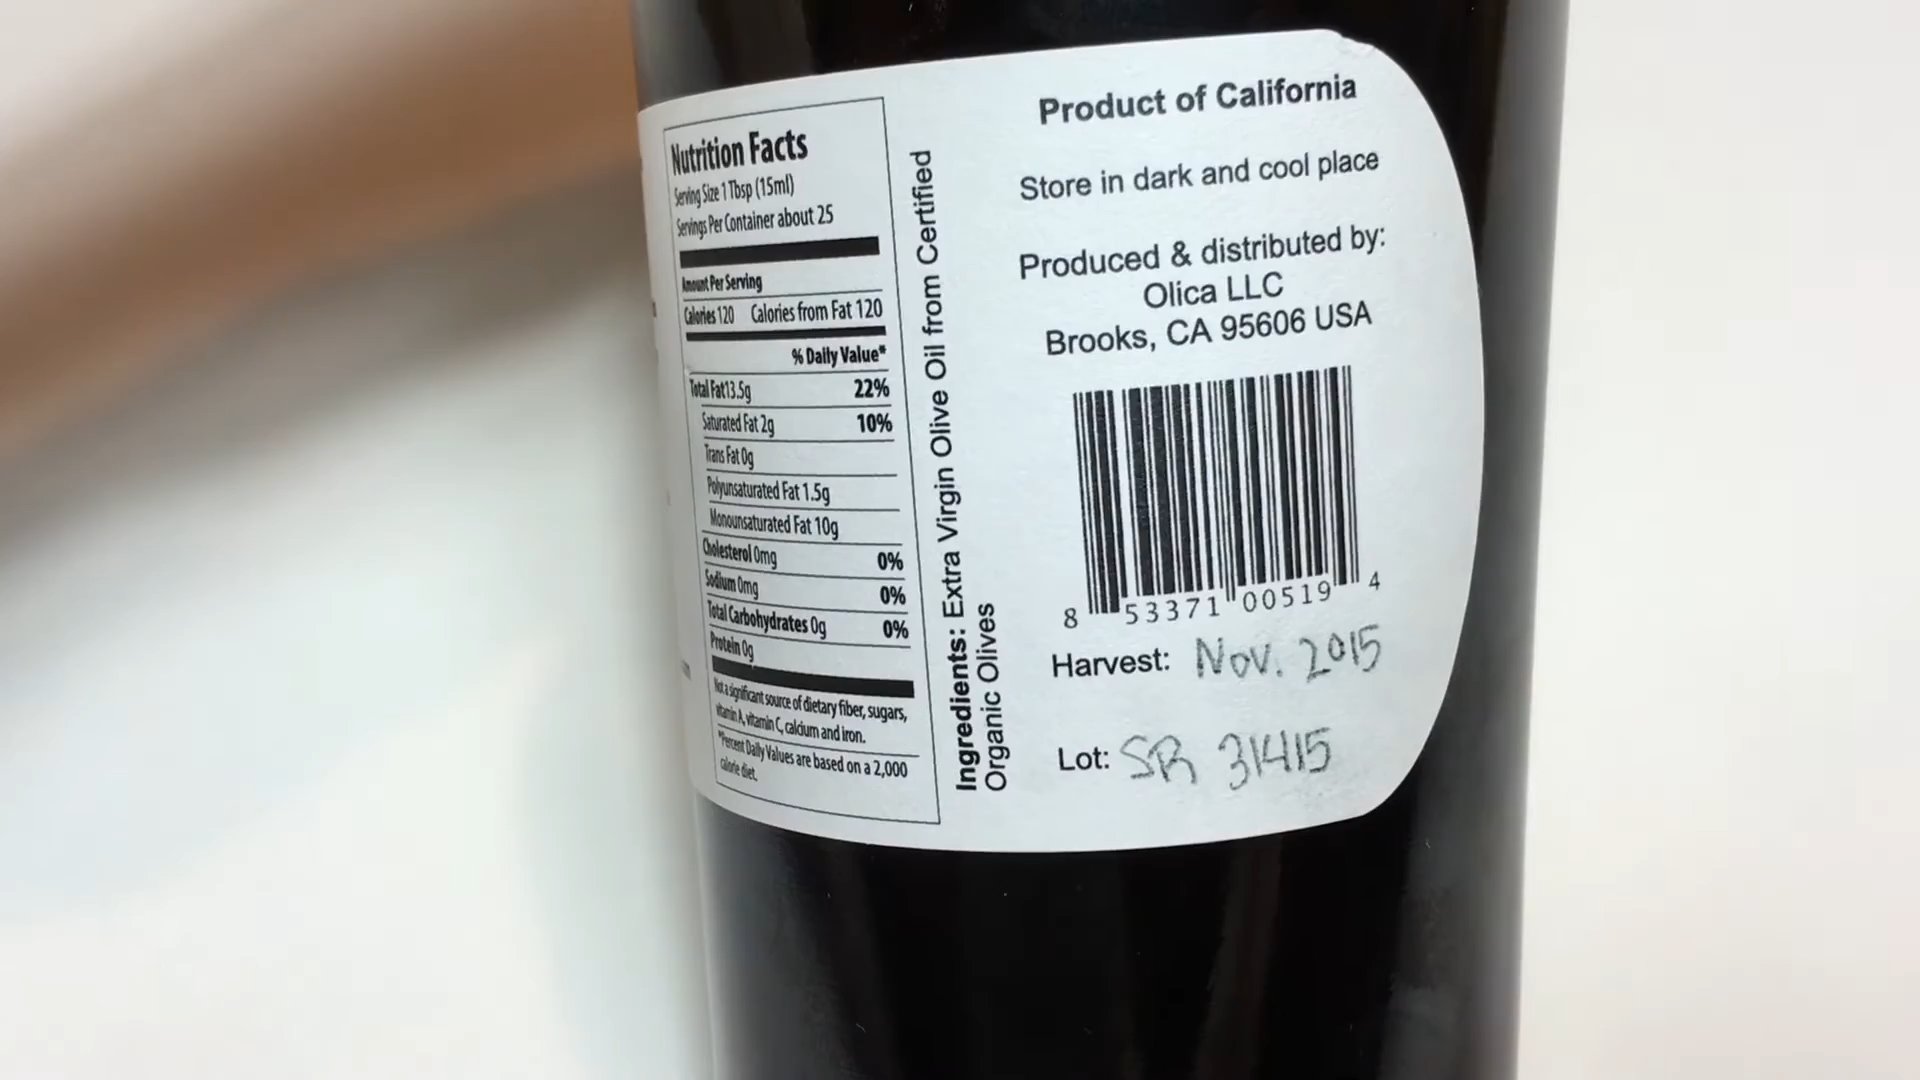 Nutrition Facts
Serving Size 1 Tbsp (15ml)
Servings Per Container about 25
Amount Per Serving
Calories 120 Calories from Fat 120
% Daily Value*
Total Fat13.5g 22%
Saturated Fat 2g 10%
Trans Fat 0g
Polyunsaturated Fat 1.5g
Monounsaturated Fat 10g
Cholesterol 0mg 0%
Sodium 0mg 0%
Total Carbohydrates 0g 0%
Protein 0g
Not a significant source of dietary fiber, sugars,
vitamin A, vitamin C, calcium and iron.
*Percent Daily Values are based on a 2,000
calorie diet.
Ingredients: Extra Virgin Olive Oil from Certified
Organic Olives
Product of California
Store in dark and cool place
Produced & distributed by:
Olica LLC
Brooks, CA 95606 USA
8 53371 00519 4
Harvest: Nov. 2015
Lot: SR 31415